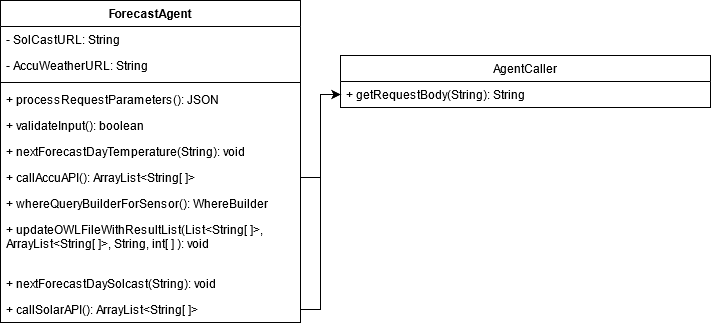 ForecastAgent
- SolCastURL: String
- AccuWeatherURL: String
+ processRequestParameters(): JSON
+ validateInput(): boolean
+ nextForecastDayTemperature(String): void
+ callAccuAPI(): ArrayList<String[ ]>
+ whereQueryBuilderForSensor(): WhereBuilder
+ updateOWLFileWithResultList(List<String[ ]>,
ArrayList<String[ ]>, String, int[ ] ): void
+ nextForecastDaySolcast(String): void
+ callSolarAPI(): ArrayList<String[ ]>
AgentCaller
+ getRequestBody(String): String